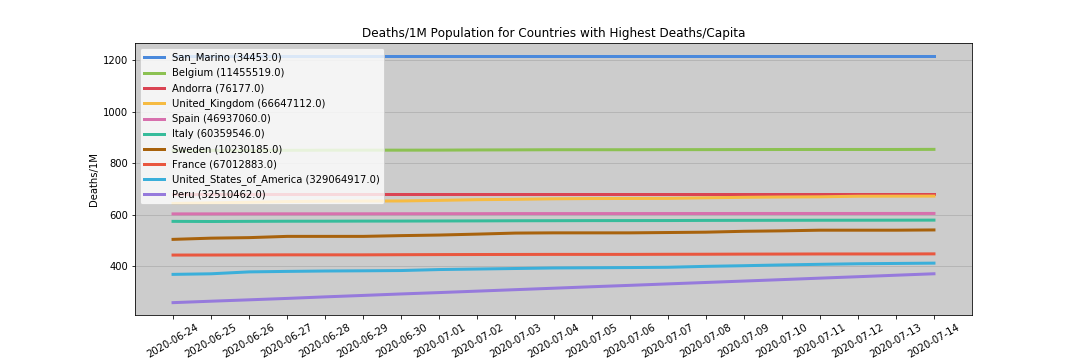 Deaths/1M Population for Countries with Highest Deaths/Capita
Deaths/1M
1200
1000
800
600
400
San_Marino (34453.0)
Belgium (11455519.0)
Andorra (76177.0)
United_Kingdom (66647112.0)
Spain (46937060.0)
Italy (60359546.0)
Sweden (10230185.0)
France (67012883.0)
United_States_of_America (329064917.0)
Peru (32510462.0)
2020-06-24
2020-06-25
2020-06-26
2020-06-27
2020-06-28
2020-06-29
2020-06-30
2020-07-01
2020-07-02
2020-07-03
2020-07-04
2020-07-05
2020-07-06
2020-07-07
2020-07-08
2020-07-09
2020-07-10
2020-07-11
2020-07-12
2020-07-13
2020-07-14